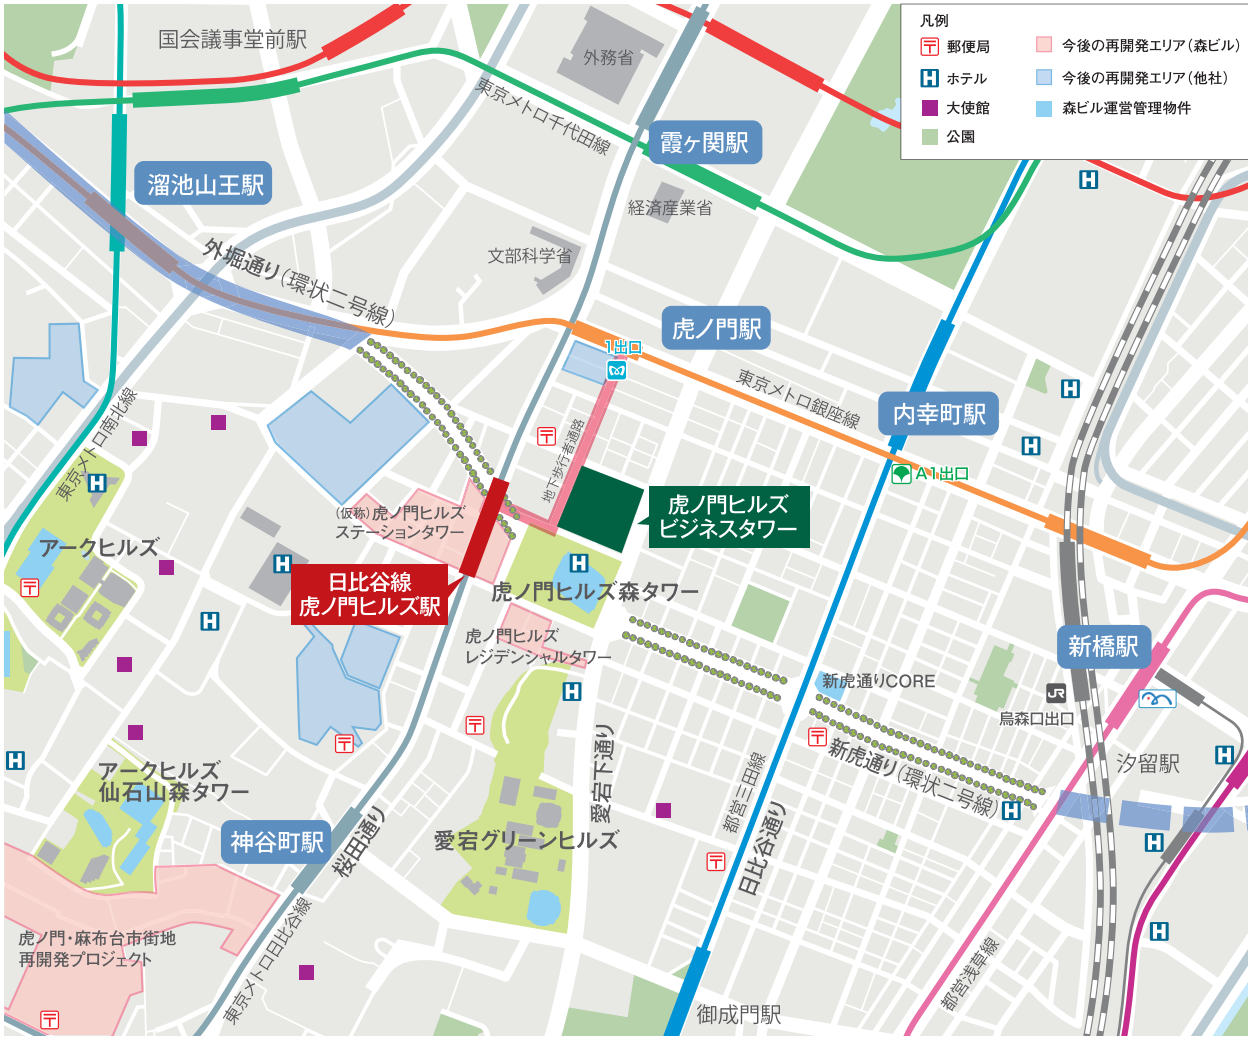 国会議事堂前駅
外務省
凡例
郵便局
ホテル
大使館
公園
今後の再開発エリア(森ビル)
今後の再開発エリア(他社)
森ビル運営管理物件
東京メトロ千代田線
霞ヶ関駅
溜池山王駅
経済産業省
文部科学省
外堀通り(環状二号線)
虎ノ門駅
1出口
東京メトロ銀座線
内幸町駅
A1出口
東京メトロ南北線
地下歩行者通路
虎ノ門ヒルズ
ビジネスタワー
(仮称)虎ノ門ヒルズ
ステーションタワー
アークヒルズ
日比谷線
虎ノ門ヒルズ駅
虎ノ門ヒルズ森タワー
虎ノ門ヒルズ
レジデンシャルタワー
新橋駅
新虎通りCORE
JR
烏森口出口
汐留駅
新虎通り(環状二号線)
愛宕下通り
都営三田線
日比谷通り
アークヒルズ
仙石山森タワー
神谷町駅
桜田通り
愛宕グリーンヒルズ
虎ノ門・麻布台市街地
再開発プロジェクト
東京メトロ日比谷線
都営浅草線
御成門駅